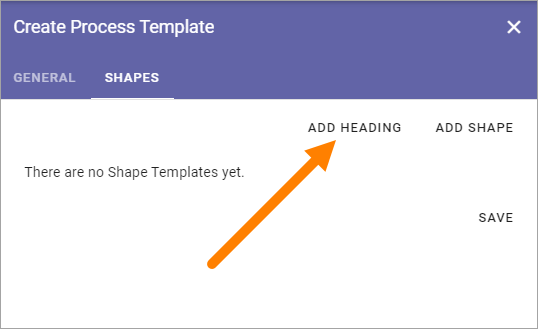 Create Process Template
GENERAL SHAPES
ADD HEADING ADD SHAPE
There are no Shape Templates yet.
SAVE